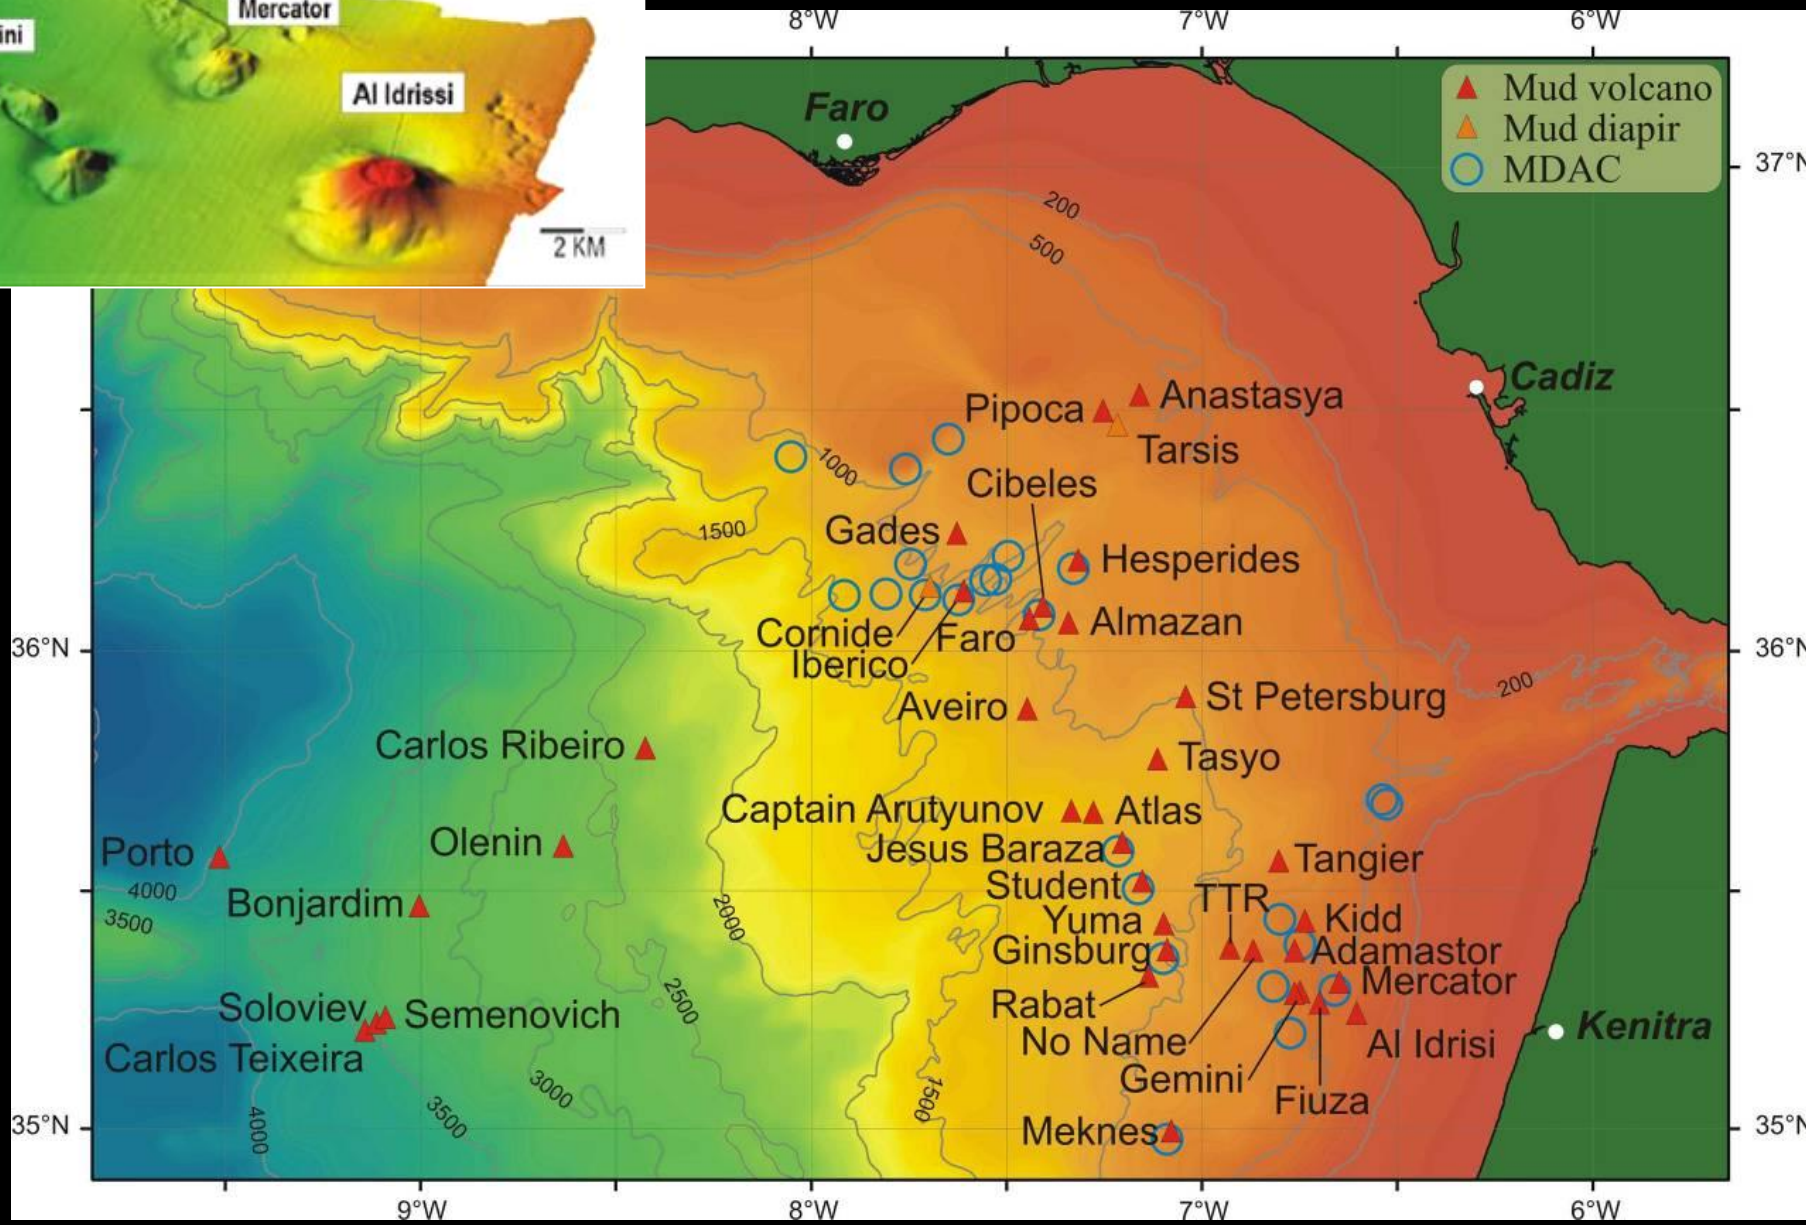 Mercator
ini
Al Idrissi
2 KM
8°W
7°W
6°W
Mud volcano
Mud diapir
MDAC
Faro
37°N
200
500
Cadiz
Pipoca
Anastasya
Tarsis
1000
Cibeles
1500
Gades
Hesperides
Cornide
Faro
Almazan
Iberico
36°N
36°N
200
Aveiro
St Petersburg
Carlos Ribeiro
Tasyo
Captain Arutyunov
Atlas
Porto
Olenin
Jesus Baraza
Tangier
4000
Student
TTR
Bonjardim
3500
2000
Yuma
Kidd
Ginsburg
Adamastor
Mercator
Soloviev
Semenovich
2500
Rabat
No Name
Al Idrisi
Kenitra
Carlos Teixeira
Gemini
Fiuza
3000
1500
3500
4000
35°N
Meknes
35°N
9°W
8°W
7°W
6°W